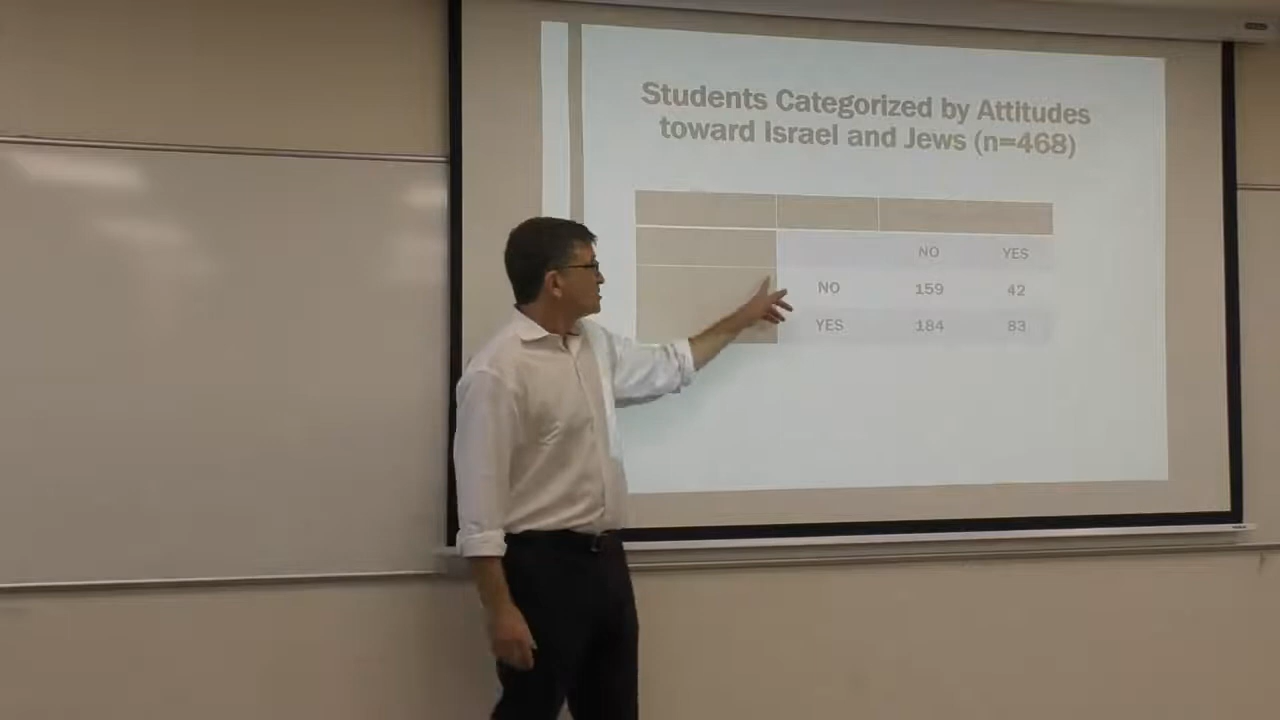 Students Categorized by Attitudes
toward Israel and Jews (n=468)
NO YES
NO 159 42
YES 184 83